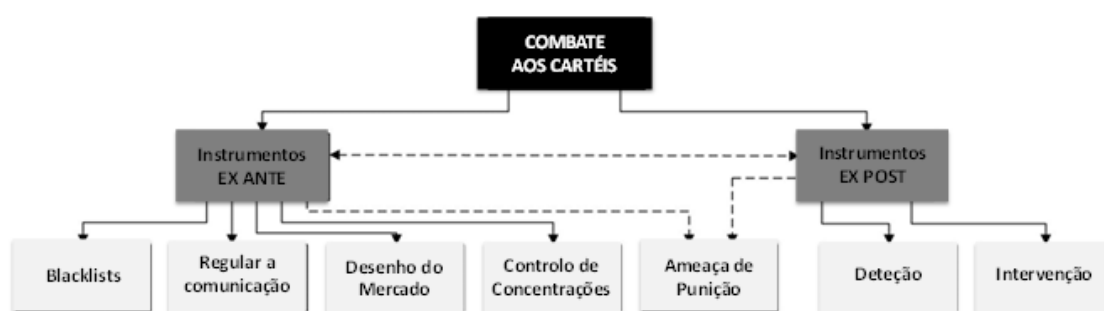 COMBATE
AOS CARTÉIS
Instrumentos
EX ANTE
Instrumentos
EX POST
Blacklists
Regular a
comunicação
Desenho do
Mercado
Controlo de
Concentrações
Ameaça de
Punição
Deteção
Intervenção